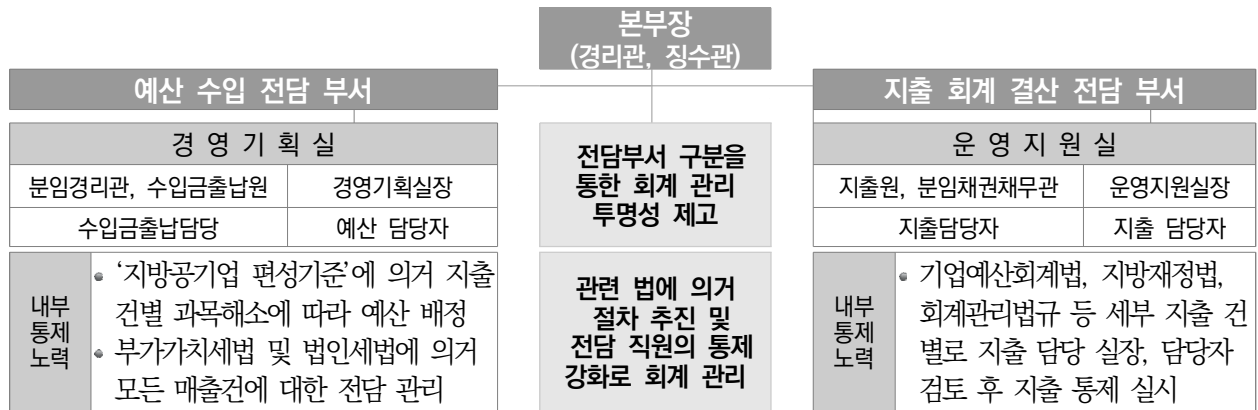 본부장
(경리관, 징수관)
예산 수입 전담 부서
경 영 기 획 실
분임경리관, 수입금출납원 경영기획실장
수입금출납담당 예산 담당자
내부
통제
노력
• ‘지방공기업 편성기준’에 의거 지출
건별 과목해소에 따라 예산 배정
• 부가가치세법 및 법인세법에 의거
모든 매출건에 대한 전담 관리
전담부서 구분을
통한 회계 관리
투명성 제고
관련 법에 의거
절차 추진 및
전담 직원의 통제
강화로 회계 관리
지출 회계 결산 전담 부서
운 영 지 원 실
지출원, 분임채권채무관 운영지원실장
지출담당자 지출 담당자
내부
통제
노력
• 기업예산회계법, 지방재정법,
회계관리법규 등 세부 지출 건
별로 지출 담당 실장, 담당자
검토 후 지출 통제 실시